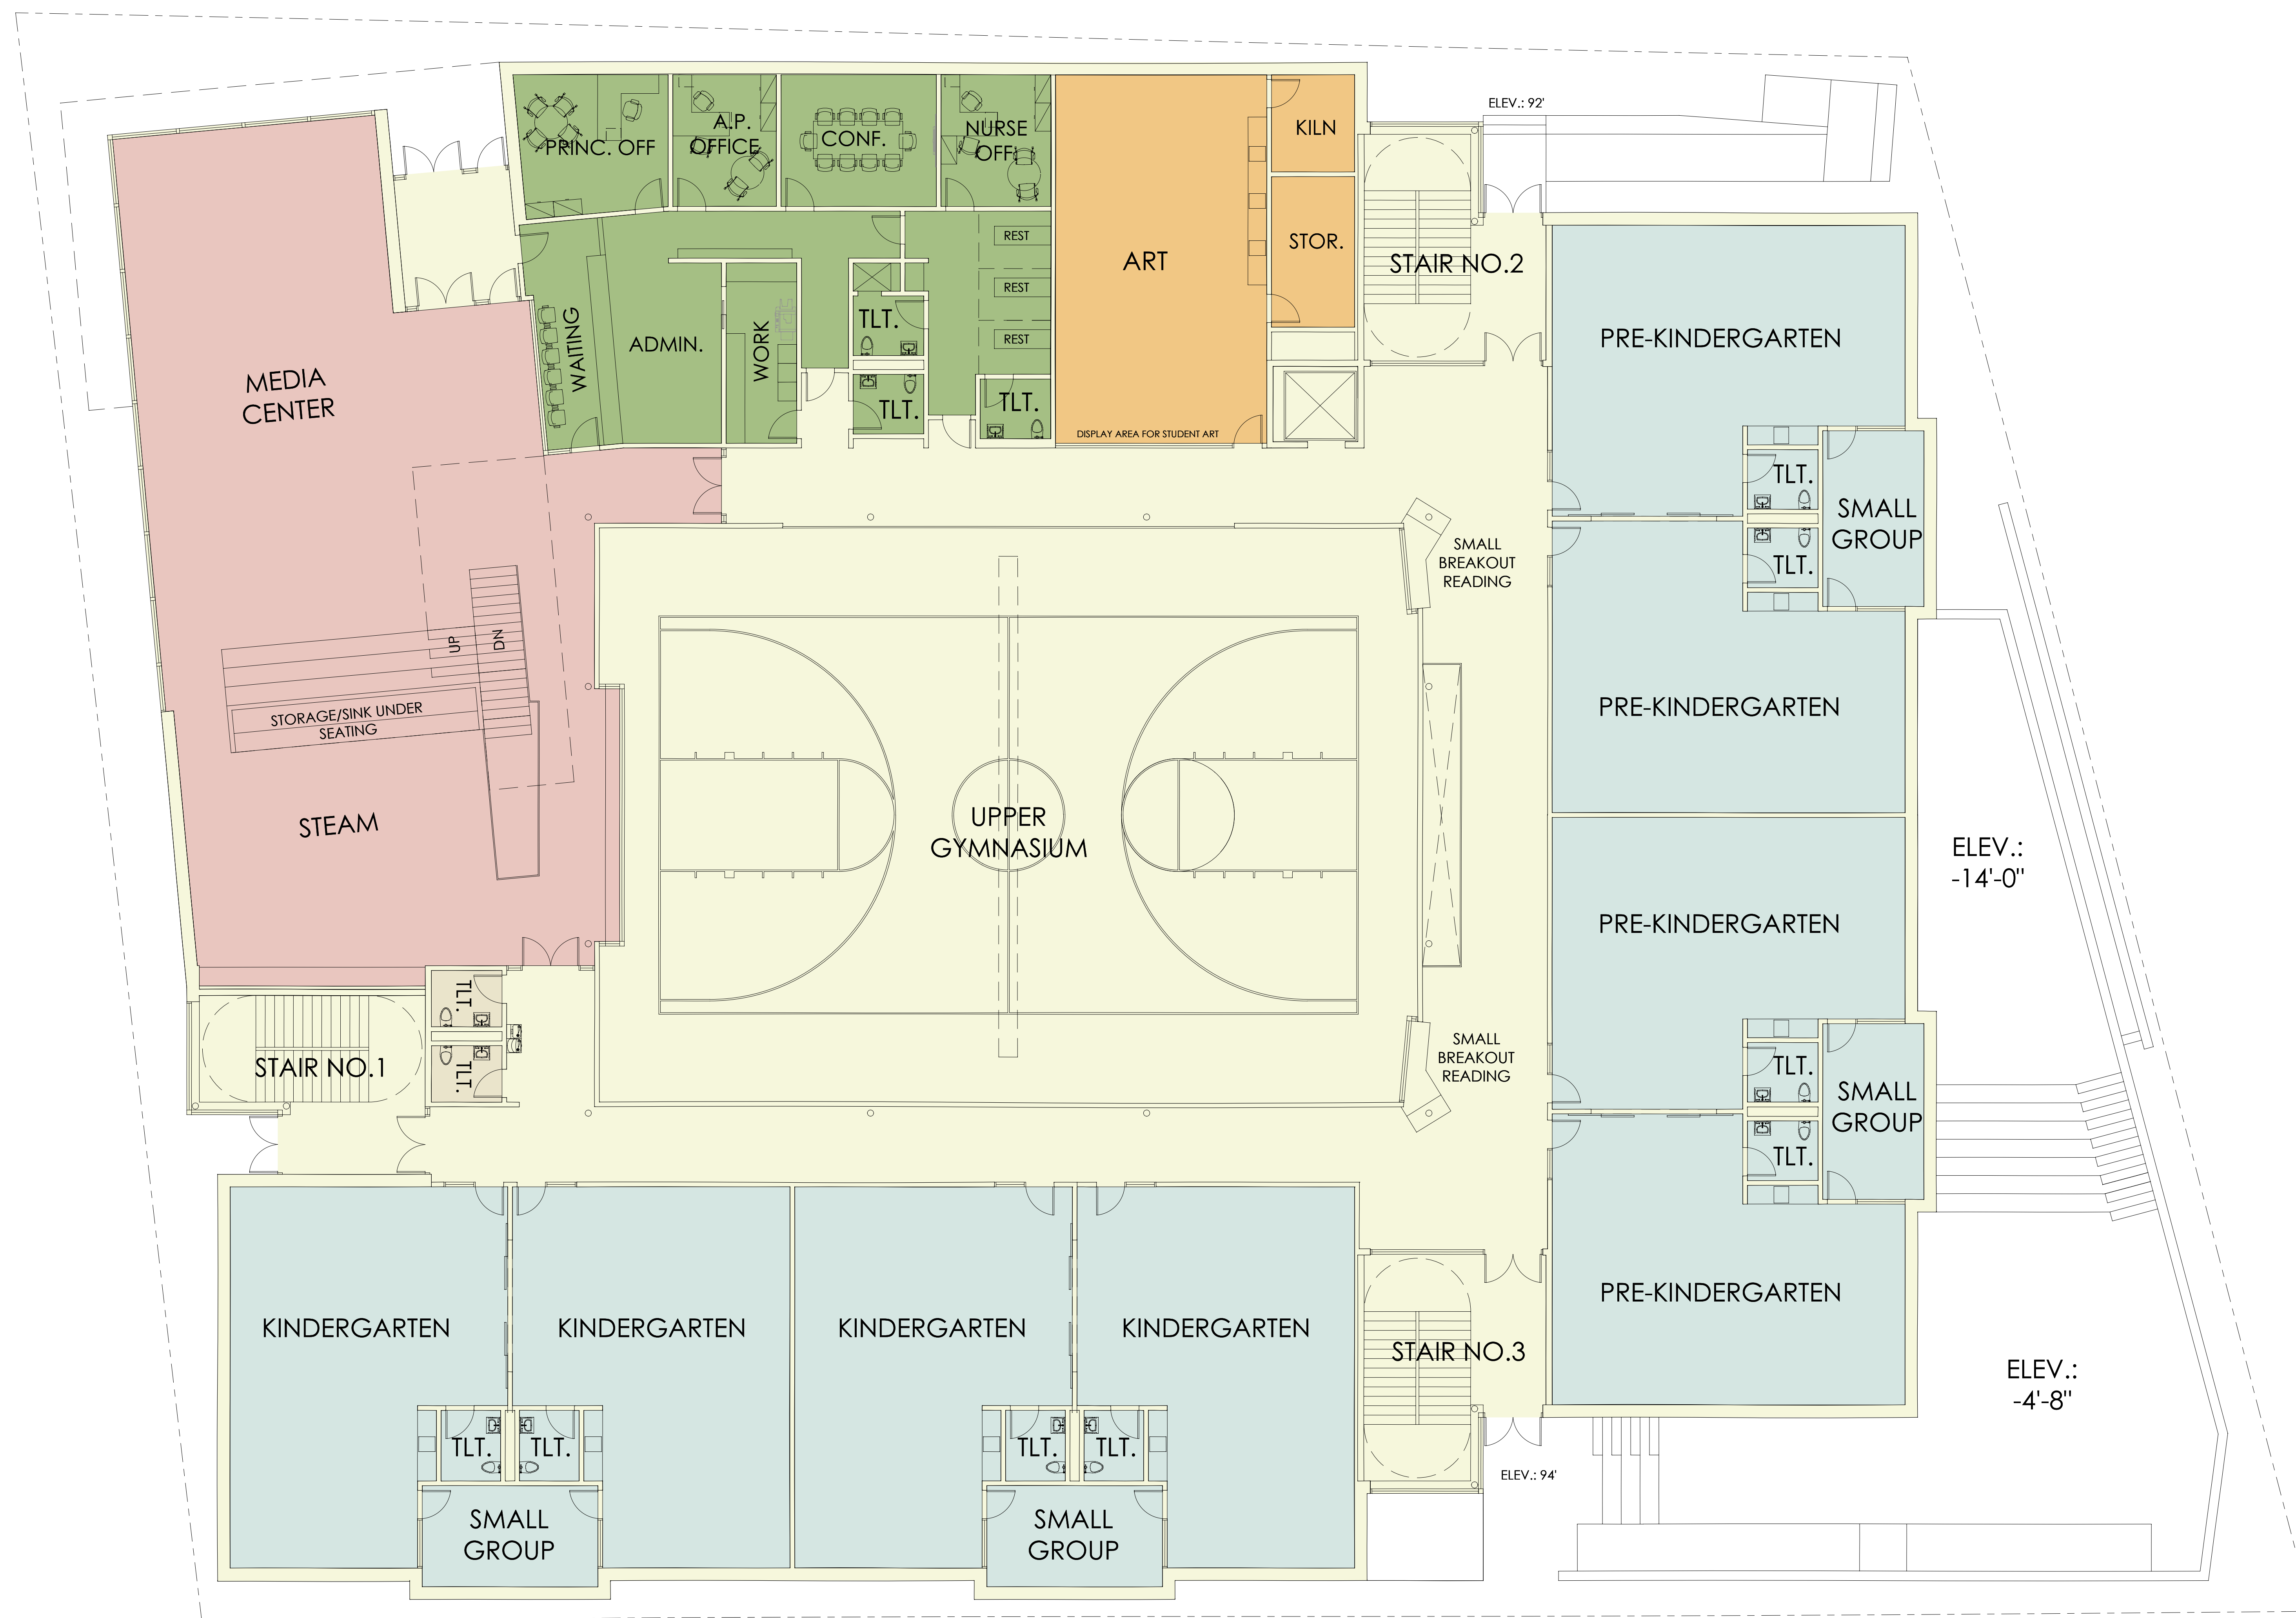 ELEV.: 92'
PRINC. OFF
A.P.
OFFICE
CONF.
NURSE
OFF.
KILN
ART
STOR.
STAIR NO.2
REST
REST
REST
WAITING
ADMIN.
WORK
TLT.
TLT.
TLT.
DISPLAY AREA FOR STUDENT ART
MEDIA
CENTER
PRE-KINDERGARTEN
TLT.
SMALL
GROUP
TLT.
SMALL
BREAKOUT
READING
UP
DN
STORAGE/SINK UNDER
SEATING
STEAM
PRE-KINDERGARTEN
UPPER
GYMNASIUM
ELEV.:
-14'-0"
PRE-KINDERGARTEN
TLT.
TLT.
STAIR NO.1
SMALL
BREAKOUT
READING
TLT.
SMALL
GROUP
TLT.
PRE-KINDERGARTEN
KINDERGARTEN
KINDERGARTEN
KINDERGARTEN
KINDERGARTEN
STAIR NO.3
ELEV.:
-4'-8"
TLT.
TLT.
TLT.
TLT.
ELEV.: 94'
SMALL
GROUP
SMALL
GROUP